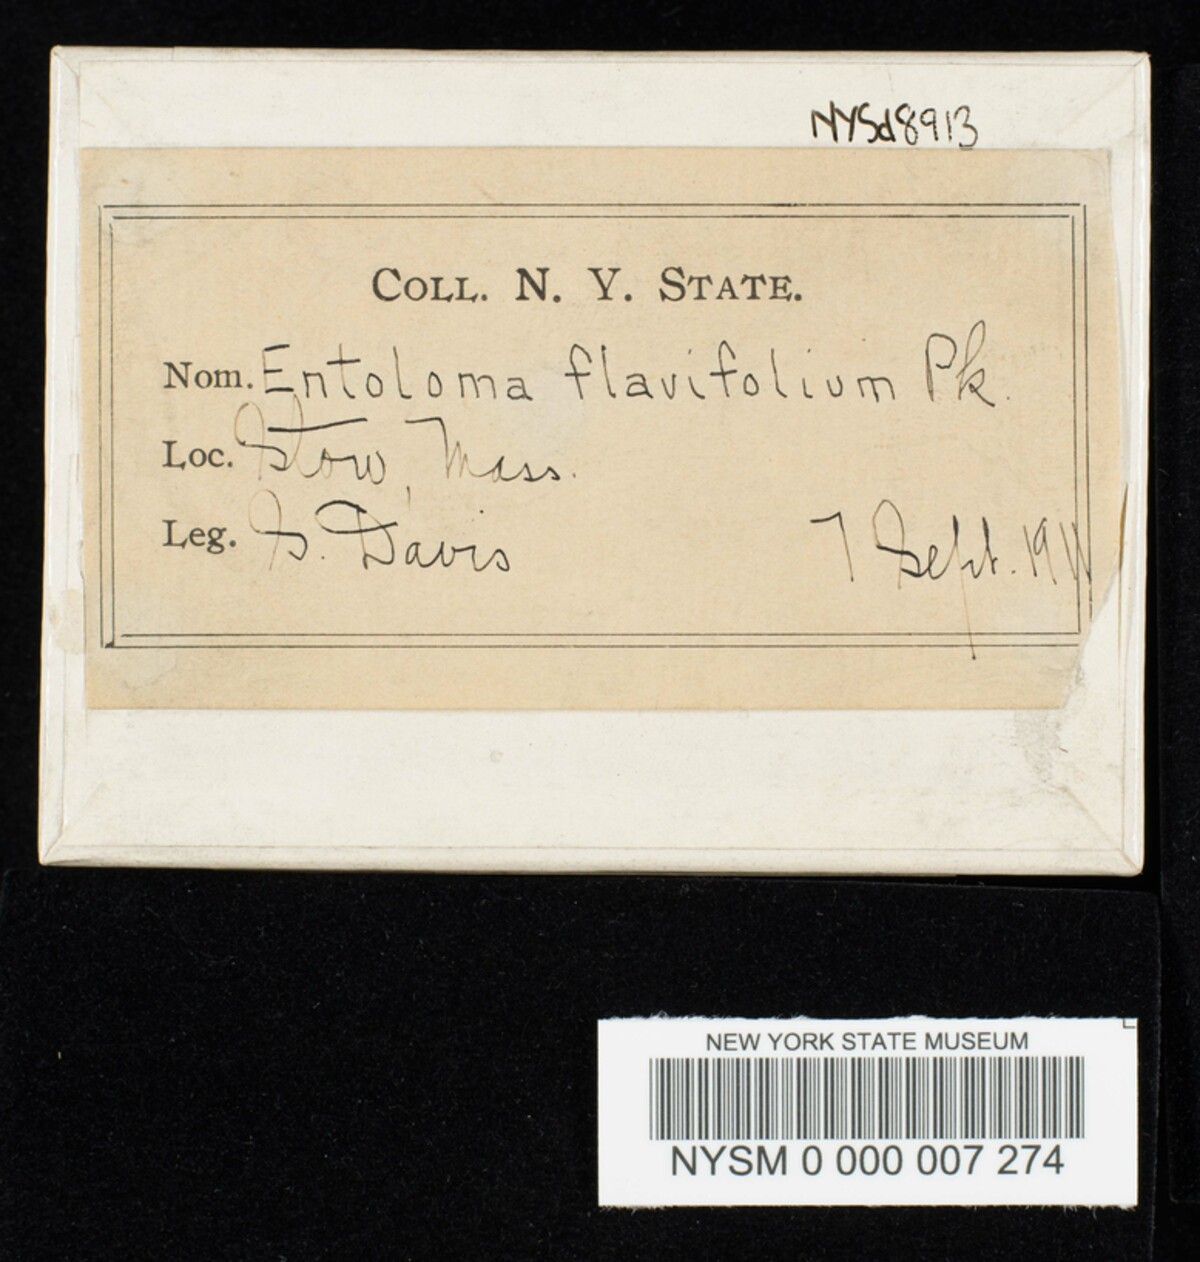 NYSd8913
COLL. N. Y. STATE.
Nom. Entoloma flavifolium Pk.
Loc. Stow, Mass.
Leg. S. Davis 7 Sept. 1911
NEW YORK STATE MUSEUM
NYSM 0 000 007 274